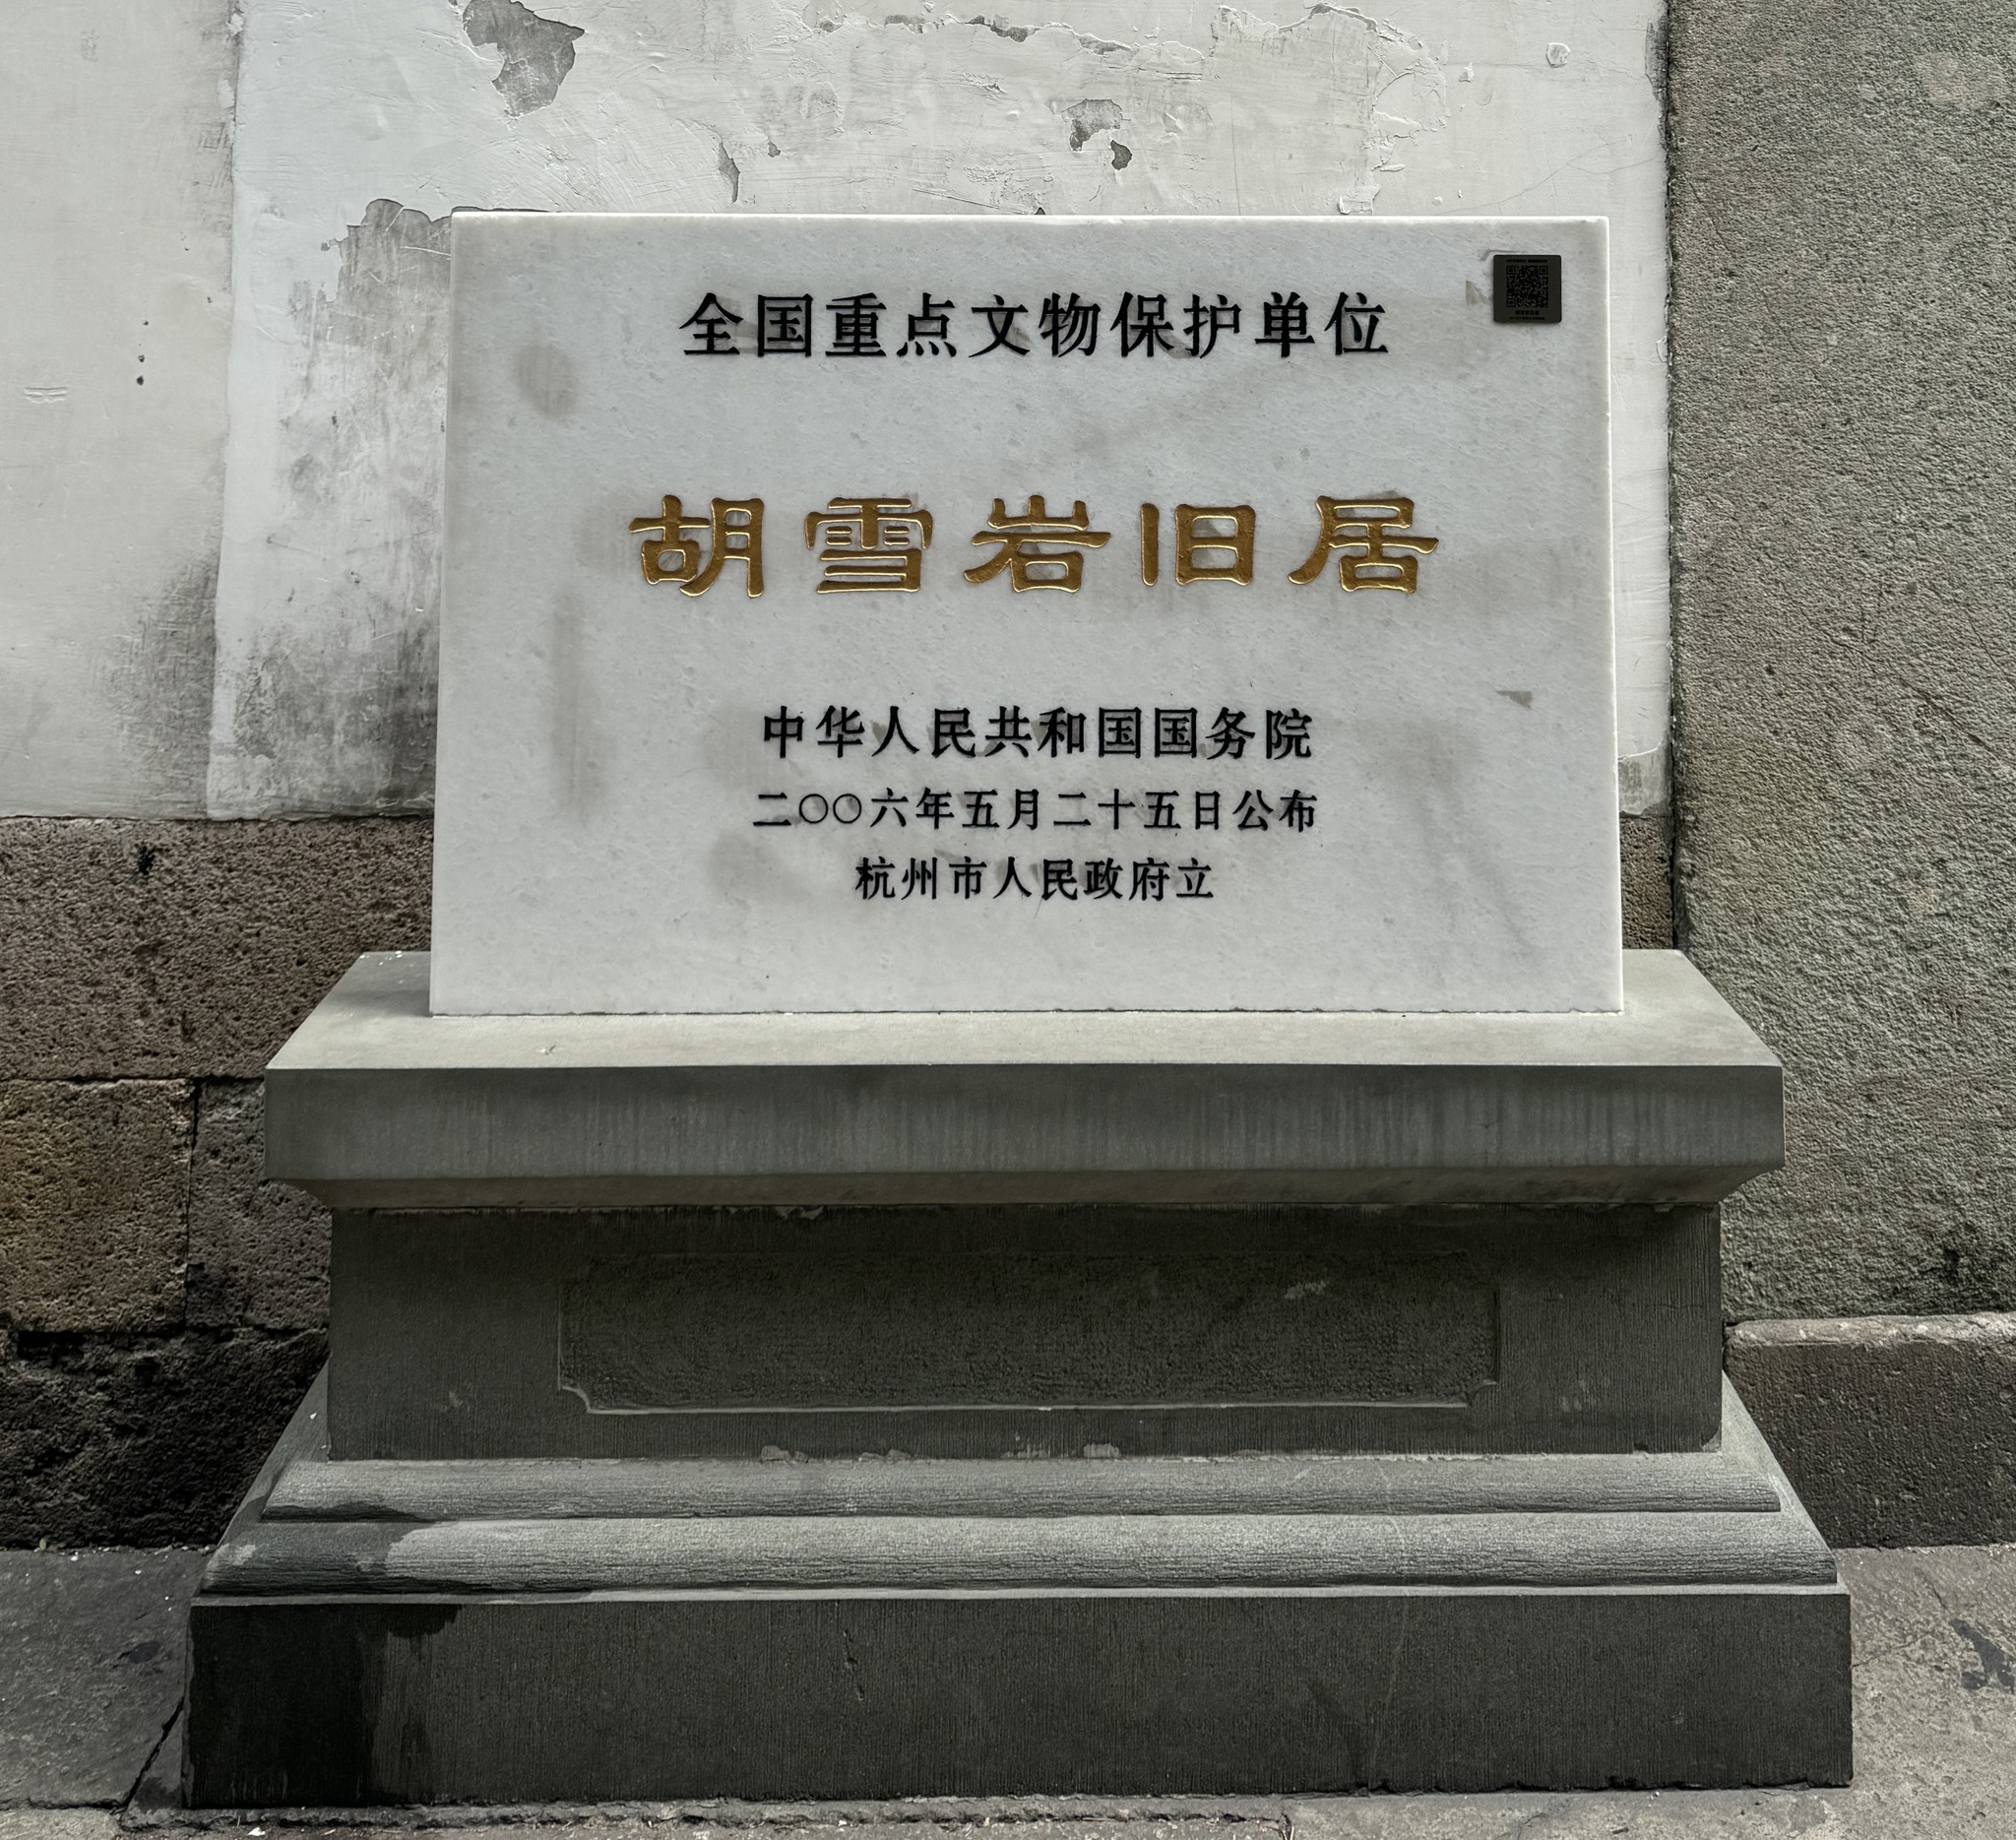 全国重点文物保护单位
胡雪岩旧居
中华人民共和国国务院
二〇〇六年五月二十五日公布
杭州市人民政府立